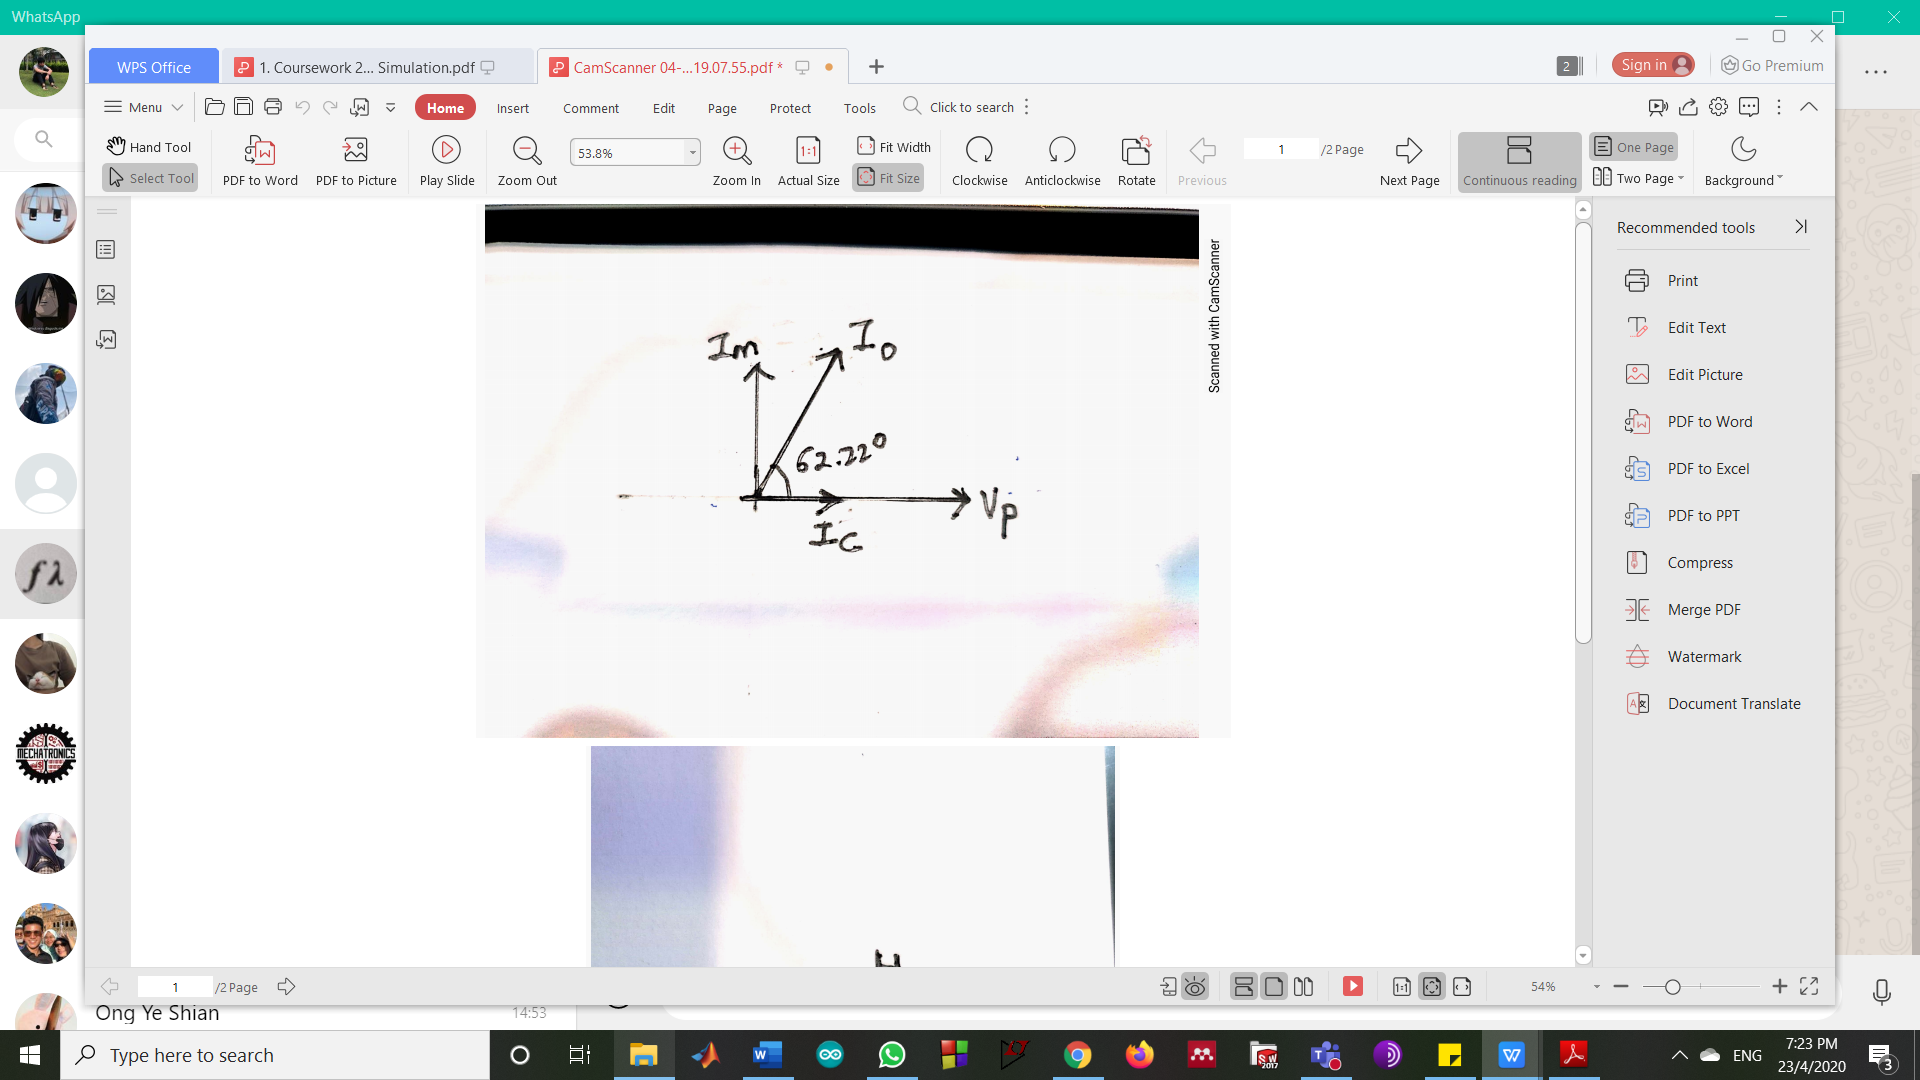 WhatsApp
WPS Office
1. Coursework 2... Simulation.pdf
CamScanner 04-...19.07.55.pdf *
2
Sign in
Go Premium
Menu
Home
Insert
Comment
Edit
Page
Protect
Tools
Click to search
Hand Tool
Select Tool
PDF to Word
PDF to Picture
Play Slide
Zoom Out
53.8%
Zoom In
Actual Size
Fit Width
Fit Size
Clockwise
Anticlockwise
Rotate
Previous
1
/2 Page
Next Page
Continuous reading
One Page
Two Page
Background
Recommended tools
Print
Edit Text
Edit Picture
PDF to Word
PDF to Excel
PDF to PPT
Compress
Merge PDF
Watermark
Document Translate
Scanned with CamScanner
Im
Io
62.22°
Vp
Ic
fλ
MECHATRONICS
1
/2 Page
54%
Ong Ye Shian
14:53
Type here to search
ENG
7:23 PM
23/4/2020
3